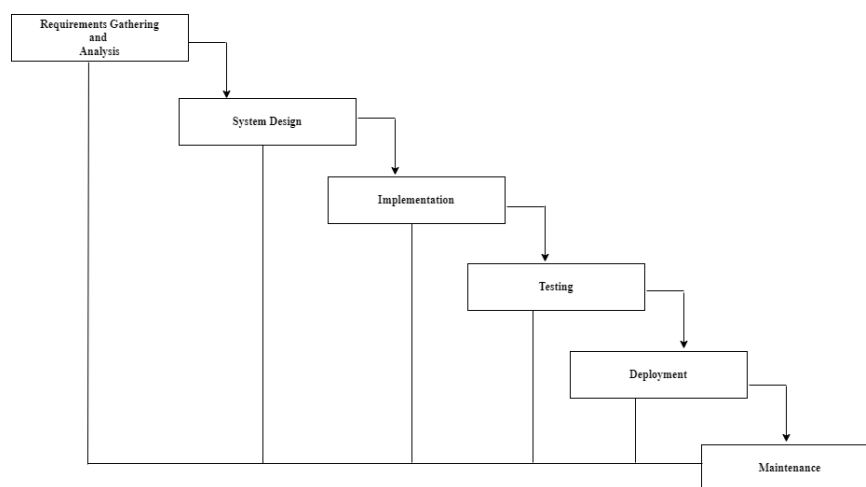 Requirements Gathering
and
Analysis
System Design
Implementation
Testing
Deployment
Maintenance